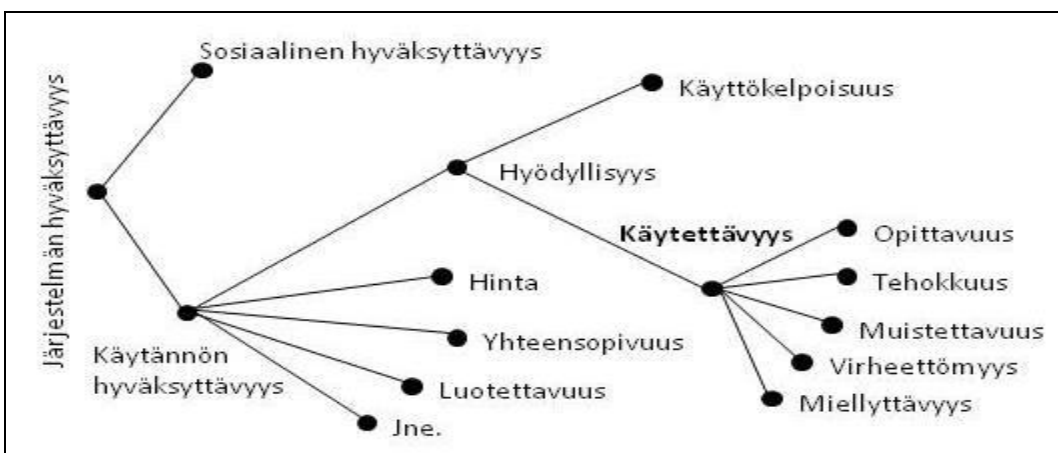 Järjestelmän hyväksyttävyys
Sosiaalinen hyväksyttävyys
Käytännön
hyväksyttävyys
Hyödyllisyys
Käyttökelpoisuus
Käytettävyys
Opittavuus
Tehokkuus
Muistettavuus
Virheettömyys
Miellyttävyys
Hinta
Yhteensopivuus
Luotettavuus
Jne.